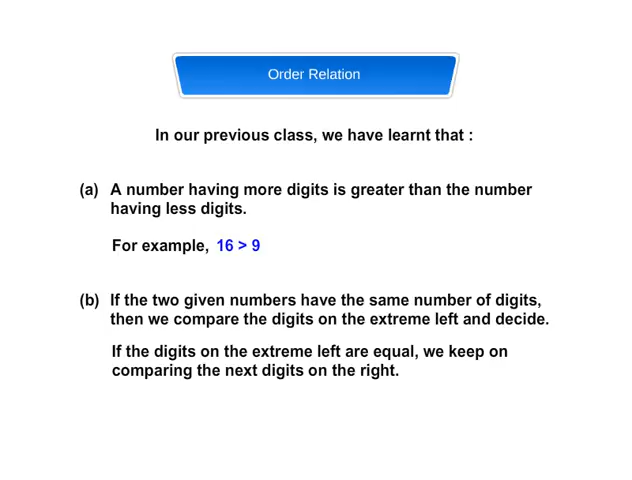 Order Relation
In our previous class, we have learnt that :
(a) A number having more digits is greater than the number
having less digits.
For example, 16 > 9
(b) If the two given numbers have the same number of digits,
then we compare the digits on the extreme left and decide.
If the digits on the extreme left are equal, we keep on
comparing the next digits on the right.